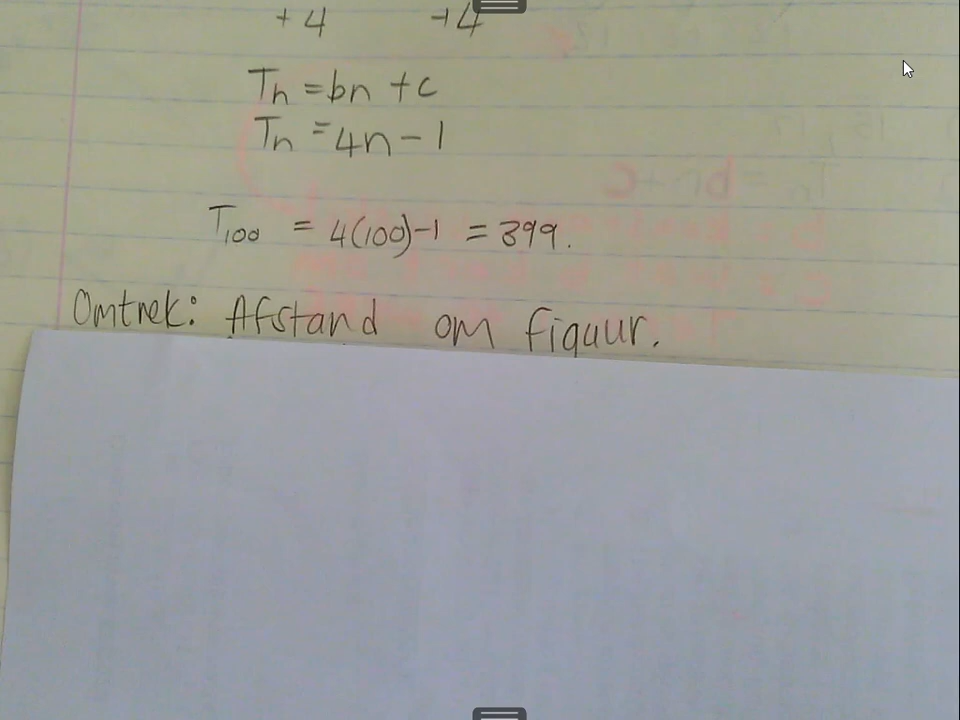 +4 +4
Tn = bn + c
Tn = 4n - 1
T100 = 4(100)-1 = 399.
Omtrek: Afstand om figuur.